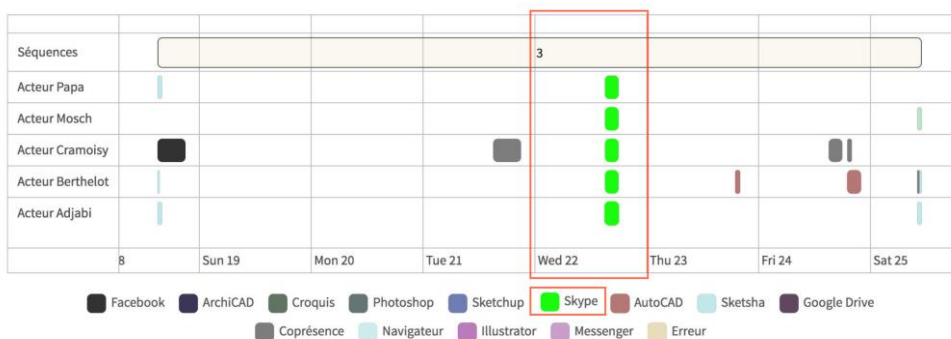 Séquences 3
Acteur Papa
Acteur Mosch
Acteur Cramoisy
Acteur Berthelot
Acteur Adjabi
8 Sun 19 Mon 20 Tue 21 Wed 22 Thu 23 Fri 24 Sat 25
Facebook ArchiCAD Croquis Photoshop Sketchup Skype AutoCAD Sketsha Google Drive
Coprésence Navigateur Illustrator Messenger Erreur